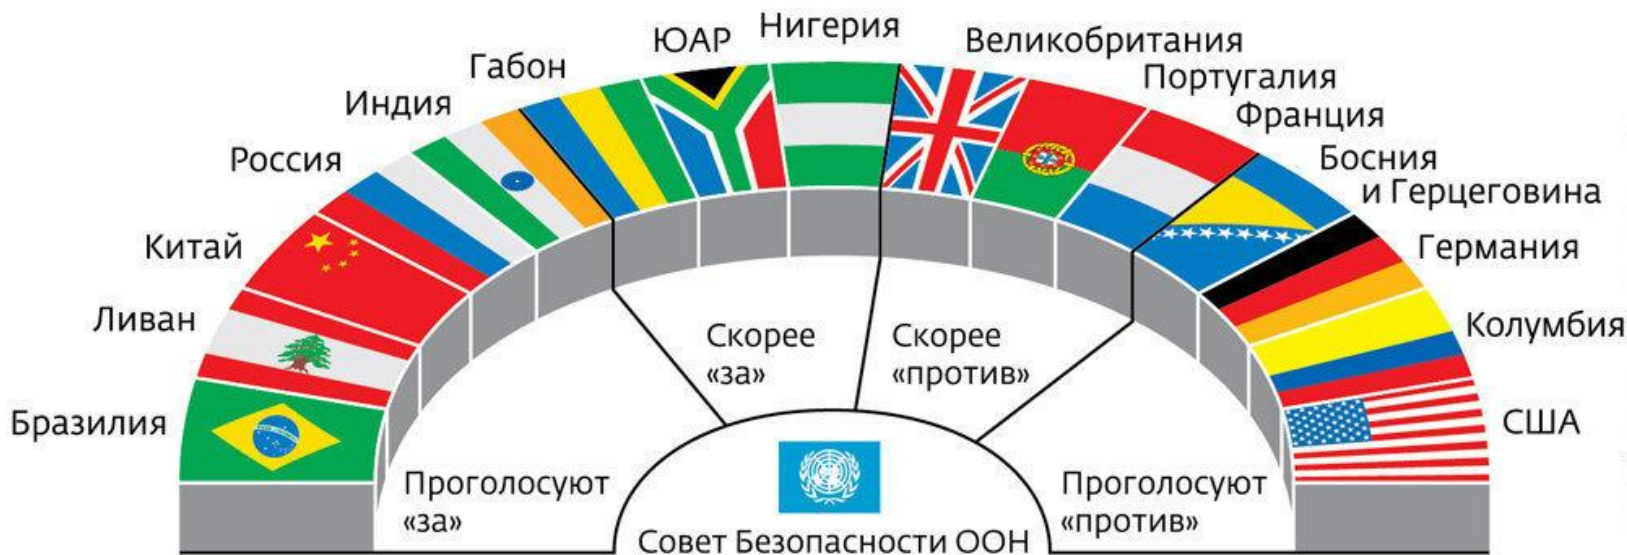 Бразилия
Ливан
Китай
Россия
Индия
Габон
ЮАР
Нигерия
Великобритания
Португалия
Франция
Босния
и Герцеговина
Германия
Колумбия
США
Проголосуют
«за»
Скорее
«за»
Скорее
«против»
Проголосуют
«против»
Совет Безопасности ООН